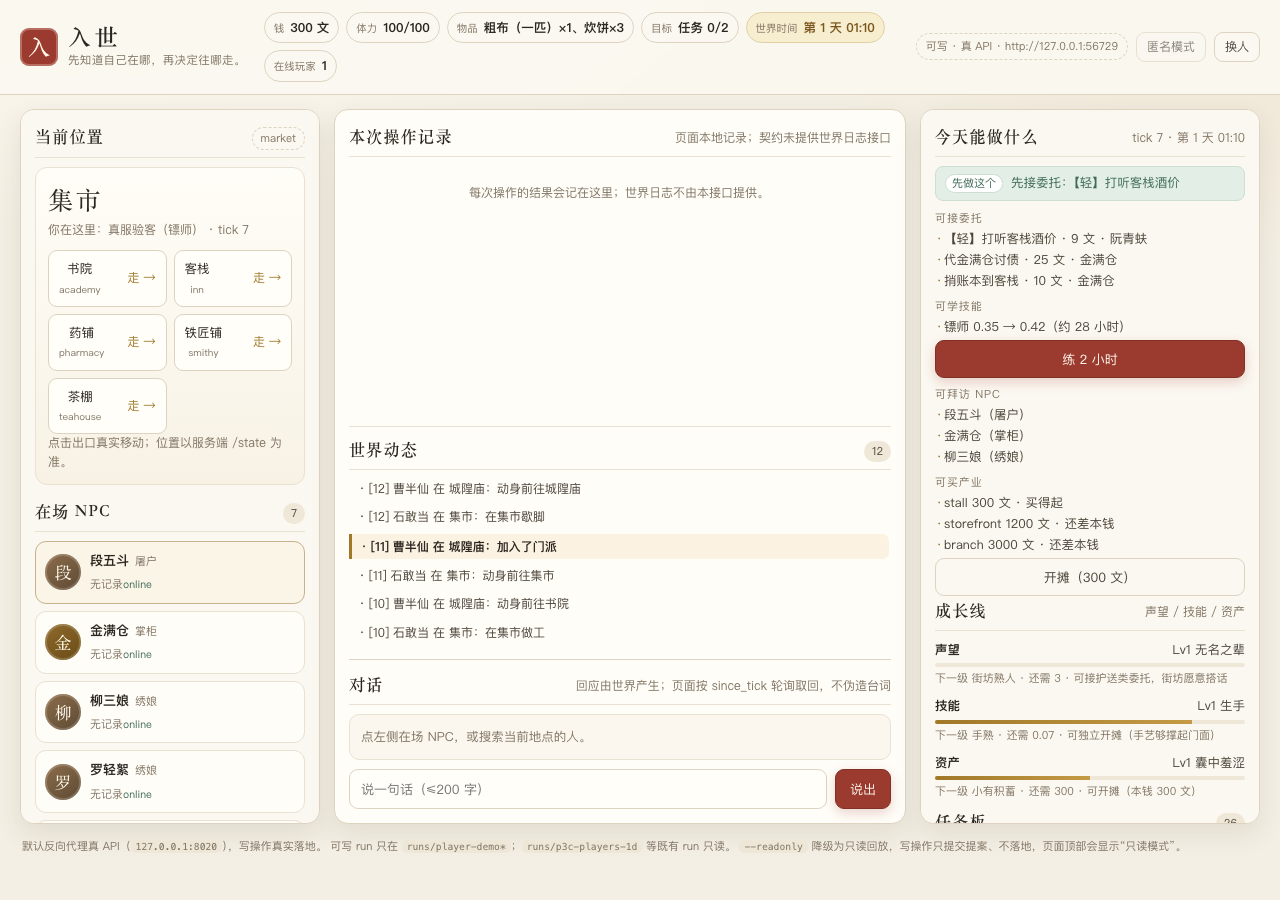 入
入世
先知道自己在哪，再决定往哪走。
钱 300 文
体力 100/100
物品 粗布（一匹）×1、炊饼×3
目标 任务 0/2
世界时间 第 1 天 01:10
在线玩家 1
可写 · 真 API · http://127.0.0.1:56729
匿名模式
换人
当前位置
market
集市
你在这里：真服验客（镖师） · tick 7
书院
academy
走 →
客栈
inn
走 →
药铺
pharmacy
走 →
铁匠铺
smithy
走 →
茶棚
teahouse
走 →
点击出口真实移动；位置以服务端 /state 为
准。
在场 NPC
7
段
段五斗 屠户
无记录online
金
金满仓 掌柜
无记录online
柳
柳三娘 绣娘
无记录online
罗
罗轻絮 绣娘
无记录online
本次操作记录
页面本地记录；契约未提供世界日志接口
每次操作的结果会记在这里；世界日志不由本接口提供。
世界动态
12
· [12] 曹半仙 在 城隍庙：动身前往城隍庙
· [12] 石敢当 在 集市：在集市歇脚
· [11] 曹半仙 在 城隍庙：加入了门派
· [11] 石敢当 在 集市：动身前往集市
· [10] 曹半仙 在 城隍庙：动身前往书院
· [10] 石敢当 在 集市：在集市做工
对话
回应由世界产生；页面按 since_tick 轮询取回，不伪造台词
点左侧在场 NPC，或搜索当前地点的人。
说一句话（≤200 字）
说出
今天能做什么
tick 7 · 第 1 天 01:10
先做这个 先接委托：【轻】打听客栈酒价
可接委托
· 【轻】打听客栈酒价 · 9 文 · 阮青蚨
· 代金满仓讨债 · 25 文 · 金满仓
· 捎账本到客栈 · 10 文 · 金满仓
可学技能
· 镖师 0.35 → 0.42（约 28 小时）
练 2 小时
可拜访 NPC
· 段五斗（屠户）
· 金满仓（掌柜）
· 柳三娘（绣娘）
可买产业
· stall 300 文 · 买得起
· storefront 1200 文 · 还差本钱
· branch 3000 文 · 还差本钱
开摊（300 文）
成长线
声望 / 技能 / 资产
声望
Lv1 无名之辈
下一级 街坊熟人 · 还需 3 · 可接护送类委托，街坊愿意搭话
技能
Lv1 生手
下一级 手熟 · 还需 0.07 · 可独立开摊（手艺够撑起门面）
资产
Lv1 囊中羞涩
下一级 小有积蓄 · 还需 300 · 可开摊（本钱 300 文）
任务板
26
默认反向代理真 API（ 127.0.0.1:8020 ），写操作真实落地。 可写 run 只在 runs/player-demo* ； runs/p3c-players-1d 等既有 run 只读。 --readonly 降级为只读回放，写操作只提交提案、不落地，页面顶部会显示“只读模式”。